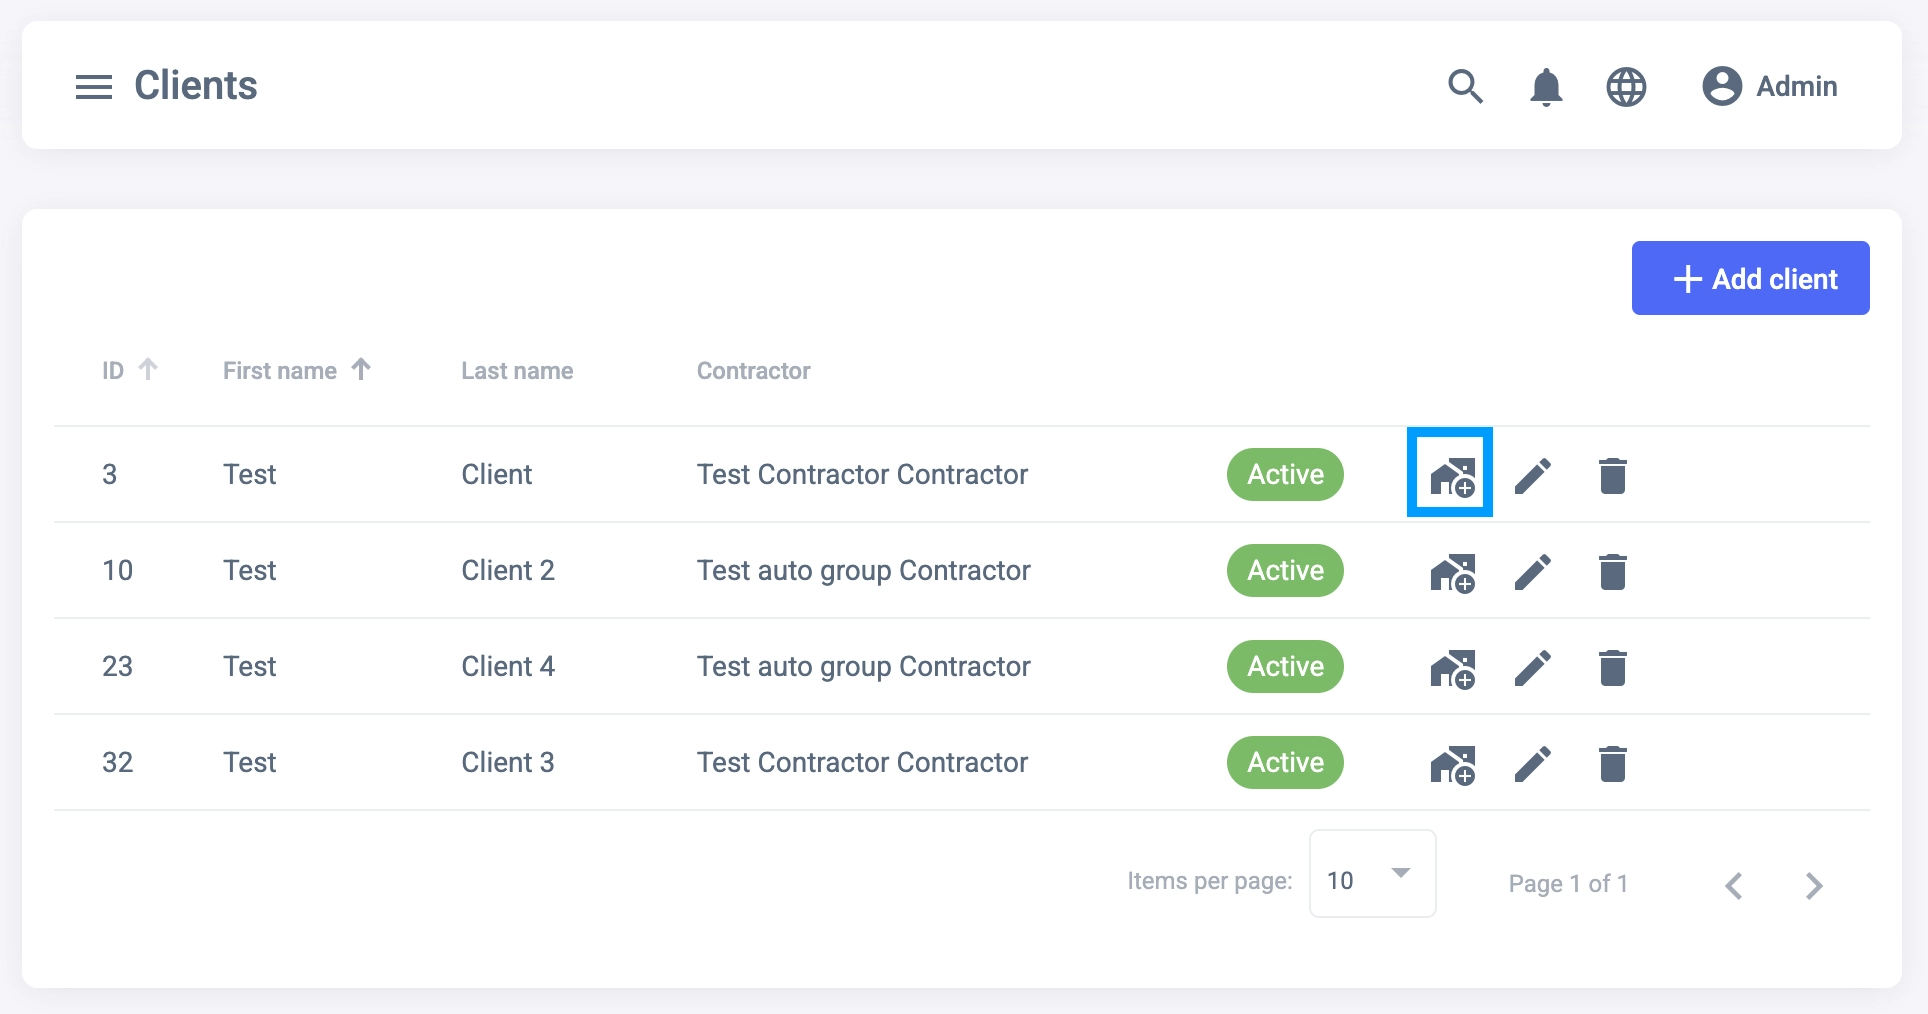 Clients
Admin
Add client
ID First name Last name Contractor
3 Test Client Test Contractor Contractor Active
10 Test Client 2 Test auto group Contractor Active
23 Test Client 4 Test auto group Contractor Active
32 Test Client 3 Test Contractor Contractor Active
Items per page: 10 Page 1 of 1